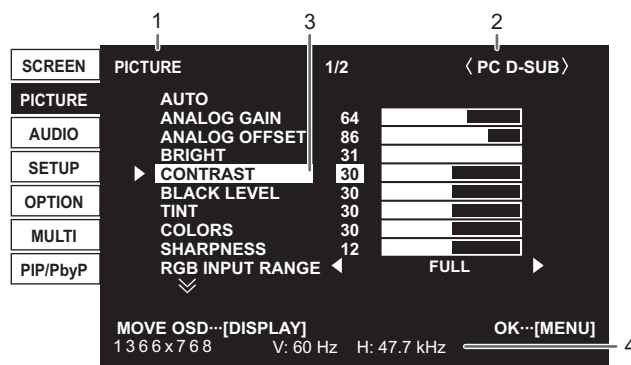 1 3 2
SCREEN PICTURE 1/2 〈 PC D-SUB〉
PICTURE
AUDIO
SETUP
OPTION
MULTI
PIP/PbyP
AUTO
ANALOG GAIN 64
ANALOG OFFSET 86
BRIGHT 31
CONTRAST 30
BLACK LEVEL 30
TINT 30
COLORS 30
SHARPNESS 12
RGB INPUT RANGE FULL
MOVE OSD···[DISPLAY] OK···[MENU]
1366x768 V: 60 Hz H: 47.7 kHz 4